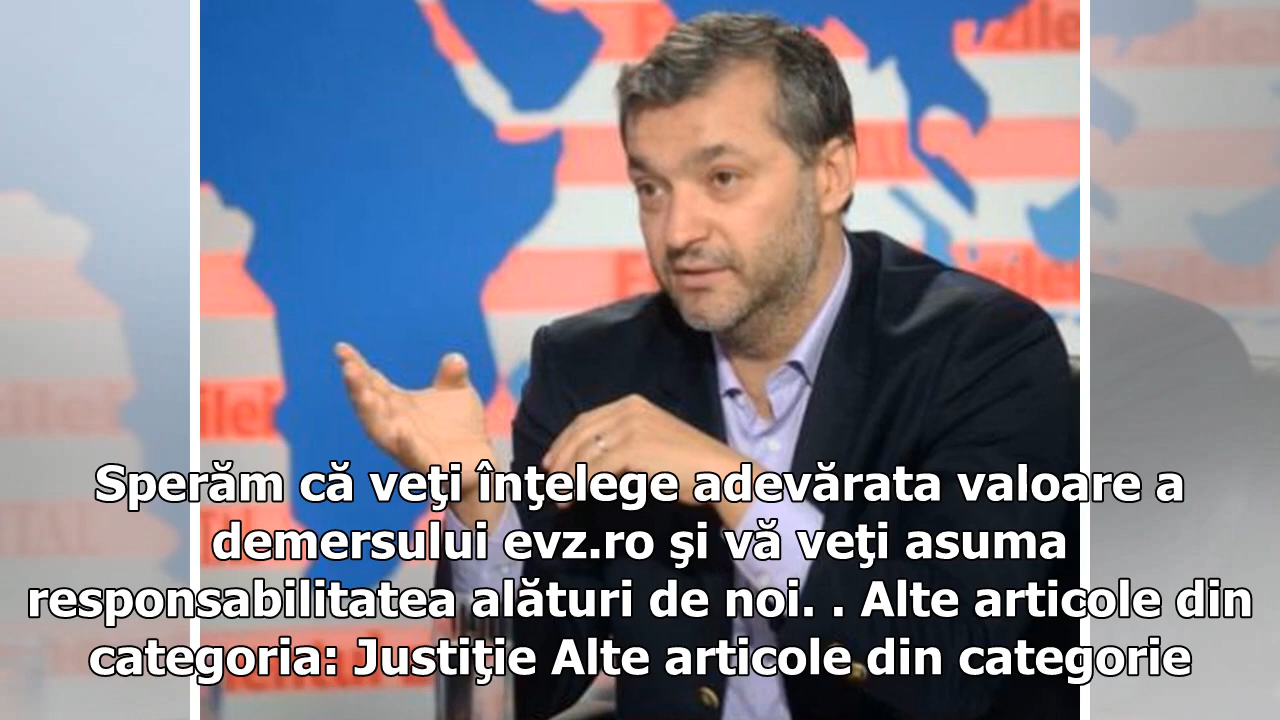 Sperăm că veţi înţelege adevărata valoare a
demersului evz.ro şi vă veţi asuma
responsabilitatea alături de noi. . Alte articole din
categoria: Justiţie Alte articole din categorie